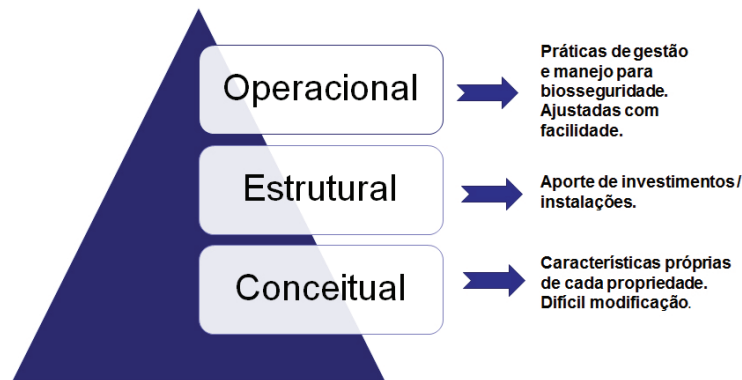 Operacional
Práticas de gestão
e manejo para
biosseguridade.
Ajustadas com
facilidade.
Estrutural
Aporte de investimentos/
instalações.
Conceitual
Características próprias
de cada propriedade.
Difícil modificação.